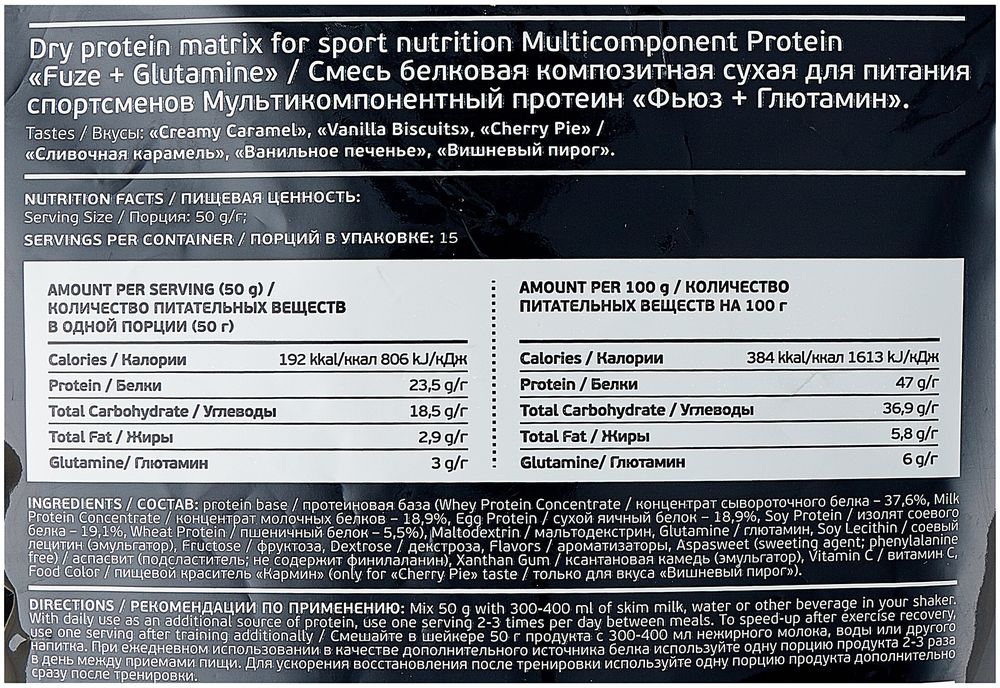 Dry protein matrix for sport nutrition Multicomponent Protein
«Fuze + Glutamine» / Смесь белковая композитная сухая для питания
спортсменов Мультикомпонентный протеин «Фьюз + Глютамин».
Tastes / Вкусы: «Creamy Caramel», «Vanilla Biscuits», «Cherry Pie» /
«Сливочная карамель», «Ванильное печенье», «Вишневый пирог».
NUTRITION FACTS / ПИЩЕВАЯ ЦЕННОСТЬ:
Serving Size / Порция: 50 g/г;
SERVINGS PER CONTAINER / ПОРЦИЙ В УПАКОВКЕ: 15
AMOUNT PER SERVING (50 g) /
КОЛИЧЕСТВО ПИТАТЕЛЬНЫХ ВЕЩЕСТВ
В ОДНОЙ ПОРЦИИ (50 г)
Calories / Калории 192 kkal/ккал 806 kJ/кДж
Protein / Белки 23,5 g/г
Total Carbohydrate / Углеводы 18,5 g/г
Total Fat / Жиры 2,9 g/г
Glutamine/ Глютамин 3 g/г
AMOUNT PER 100 g / КОЛИЧЕСТВО
ПИТАТЕЛЬНЫХ ВЕЩЕСТВ НА 100 г
Calories / Калории 384 kkal/ккал 1613 kJ/кДж
Protein / Белки 47 g/г
Total Carbohydrate / Углеводы 36,9 g/г
Total Fat / Жиры 5,8 g/г
Glutamine/ Глютамин 6 g/г
INGREDIENTS / СОСТАВ: protein base / протеиновая база (Whey Protein Concentrate / концентрат сывороточного белка – 37,6%, Milk
Protein Concentrate / концентрат молочных белков – 18,9%, Egg Protein / сухой яичный белок – 18,9%, Soy Protein / изолят соевого
белка – 19,1%, Wheat Protein / пшеничный белок – 5,5%), Maltodextrin / мальтодекстрин, Glutamine / глютамин, Soy Lecithin / соевый
лецитин (эмульгатор), Fructose / фруктоза, Dextrose / декстроза, Flavors / ароматизаторы, Aspasweet (sweeting agent; phenylalanine
free) / аспасвит (подсластитель; не содержит финилаланин), Xanthan Gum / ксантановая камедь (эмульгатор), Vitamin C / витамин С,
Food Color / пищевой краситель «Кармин» (only for «Cherry Pie» taste / только для вкуса «Вишневый пирог»).
DIRECTIONS / РЕКОМЕНДАЦИИ ПО ПРИМЕНЕНИЮ: Mix 50 g with 300-400 ml of skim milk, water or other beverage in your shaker.
With daily use as an additional source of protein, use one serving 2-3 times per day between meals. To speed-up after exercise recovery,
use one serving after training additionally / Смешайте в шейкере 50 г продукта с 300-400 мл нежирного молока, воды или другого
напитка. При ежедневном использовании в качестве дополнительного источника белка используйте одну порцию продукта 2-3 раза
в день между приемами пищи. Для ускорения восстановления после тренировки используйте одну порцию продукта дополнительно
сразу после тренировки.